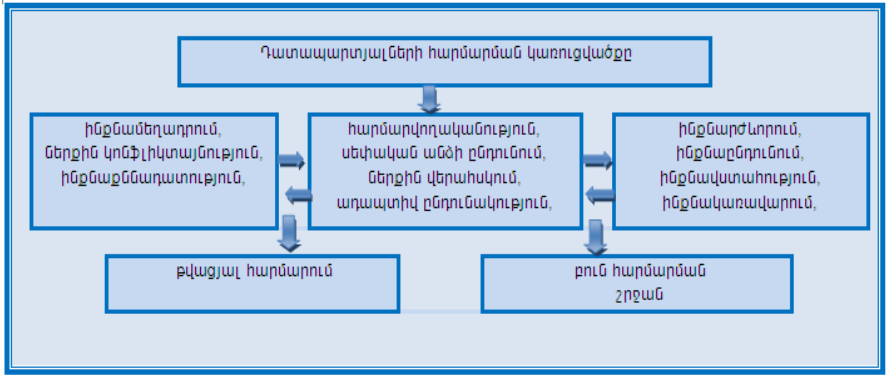 Դատապարտյալների հարմարման կառուցվածքը
ինքնամեղադրում,
ներքին կոնֆլիկտայնություն,
ինքնաքննադատություն,
հարմարվողականություն,
սեփական անձի ընդունում,
ներքին վերահսկում,
ադապտիվ ընդունակություն,
ինքնարժևորում,
ինքնաընդունում,
ինքնավստահություն,
ինքնակառավարում,
թվացյալ հարմարում
բուն հարմարման
շրջան